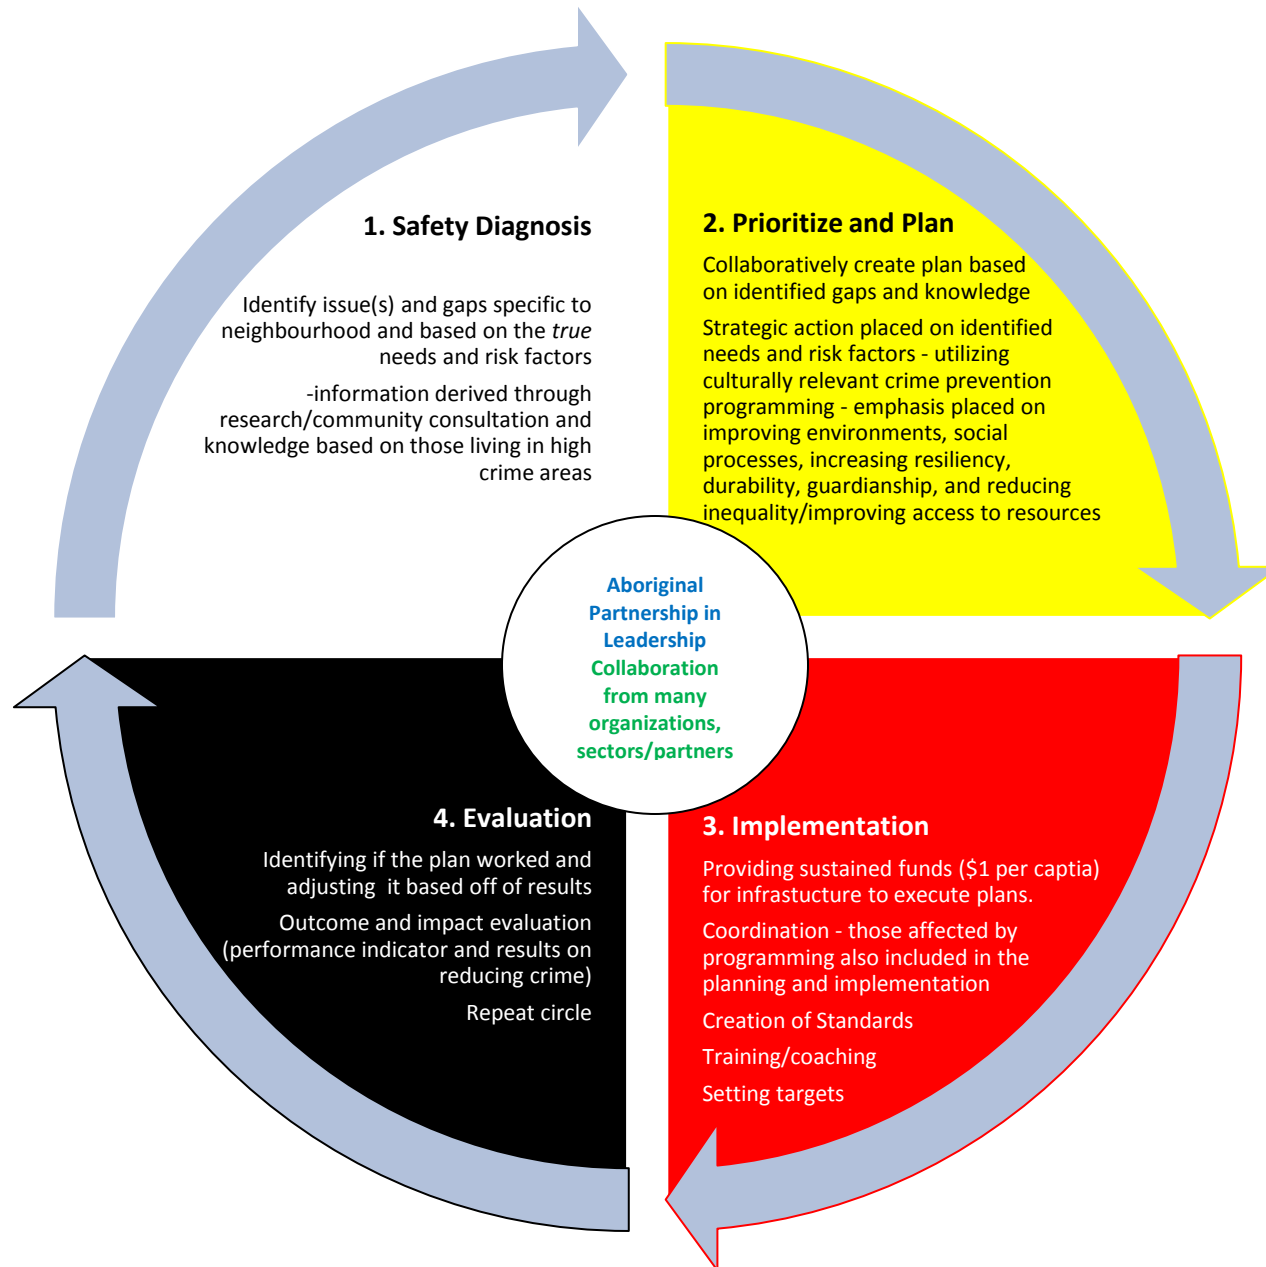 1. Safety Diagnosis
Identify issue(s) and gaps specific to
neighbourhood and based on the true
needs and risk factors
-information derived through
research/community consultation and
knowledge based on those living in high
crime areas
2. Prioritize and Plan
Collaboratively create plan based
on identified gaps and knowledge
Strategic action placed on identified
needs and risk factors - utilizing
culturally relevant crime prevention
programming - emphasis placed on
improving environments, social
processes, increasing resiliency,
durability, guardianship, and reducing
inequality/improving access to resources
Aboriginal
Partnership in
Leadership
Collaboration
from many
organizations,
sectors/partners
3. Implementation
Providing sustained funds ($1 per captia)
for infrastucture to execute plans.
Coordination - those affected by
programming also included in the
planning and implementation
Creation of Standards
Training/coaching
Setting targets
4. Evaluation
Identifying if the plan worked and
adjusting  it based off of results
Outcome and impact evaluation
(performance indicator and results on
reducing crime)
Repeat circle